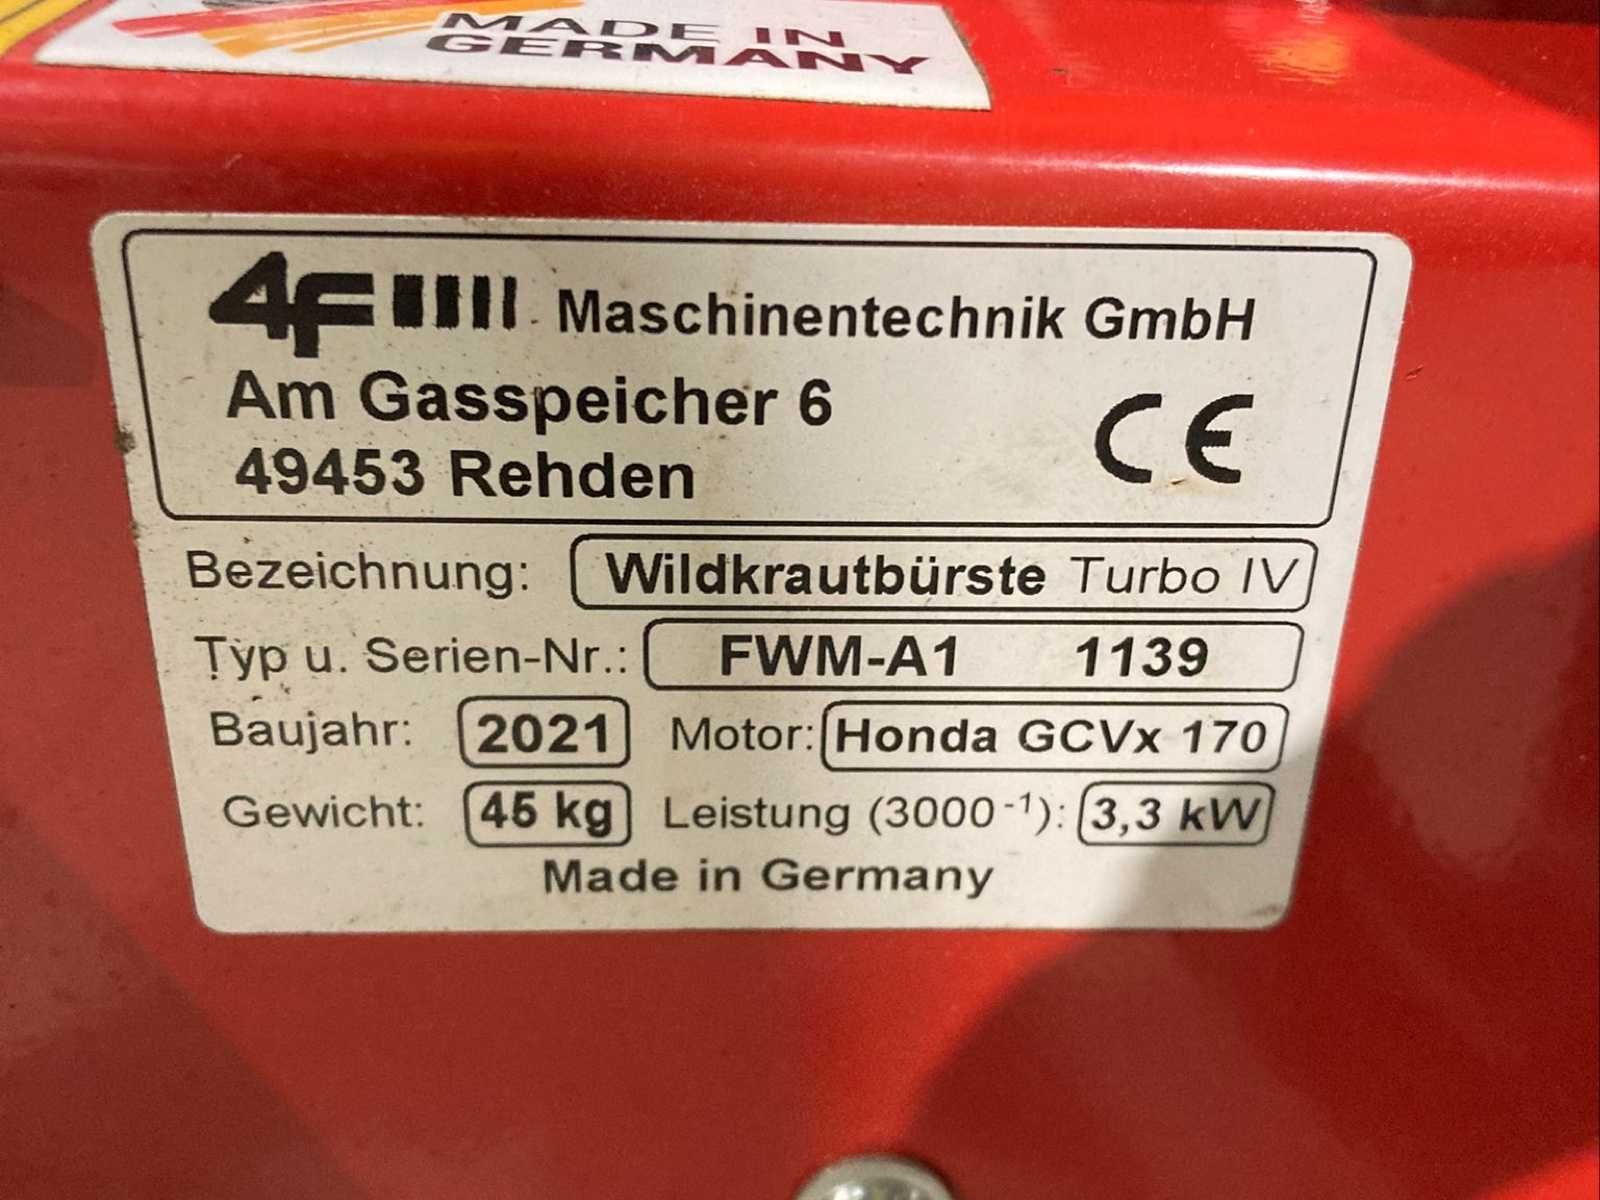 MADE IN
GERMANY
4F Maschinentechnik GmbH
Am Gasspeicher 6
49453 Rehden
CE
Bezeichnung: Wildkrautbürste Turbo IV
Typ u. Serien-Nr.: FWM-A1 1139
Baujahr: 2021 Motor: Honda GCVx 170
Gewicht: 45 kg Leistung (3000⁻¹): 3,3 kW
Made in Germany